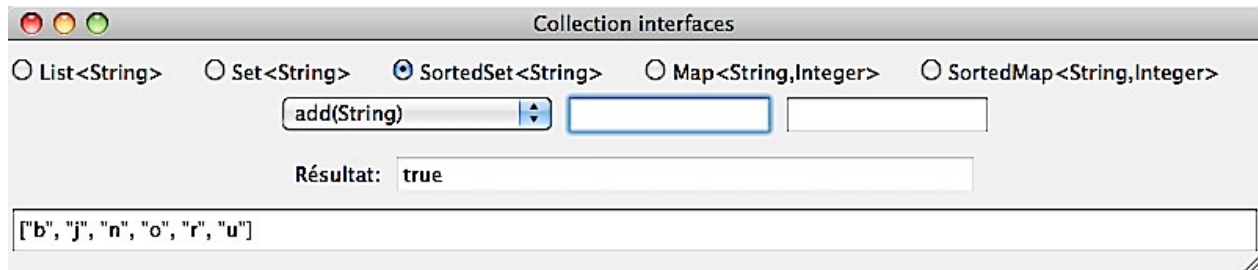 Collection interfaces
List<String> Set<String> SortedSet<String> Map<String,Integer> SortedMap<String,Integer>
add(String)
Résultat: true
["b", "j", "n", "o", "r", "u"]